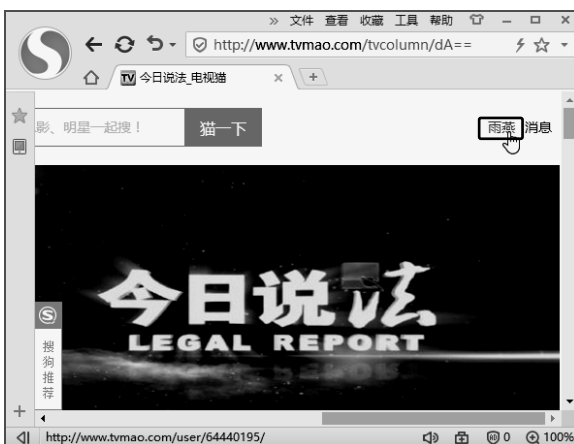 » 文件 查看 收藏 工具 帮助
http://www.tvmao.com/tvcolumn/dA==
TV 今日说法_电视猫
影、明星一起搜！ 猫一下 雨燕 消息
今日说法
LEGAL REPORT
搜狗推荐
http://www.tvmao.com/user/64440195/ 0 100%